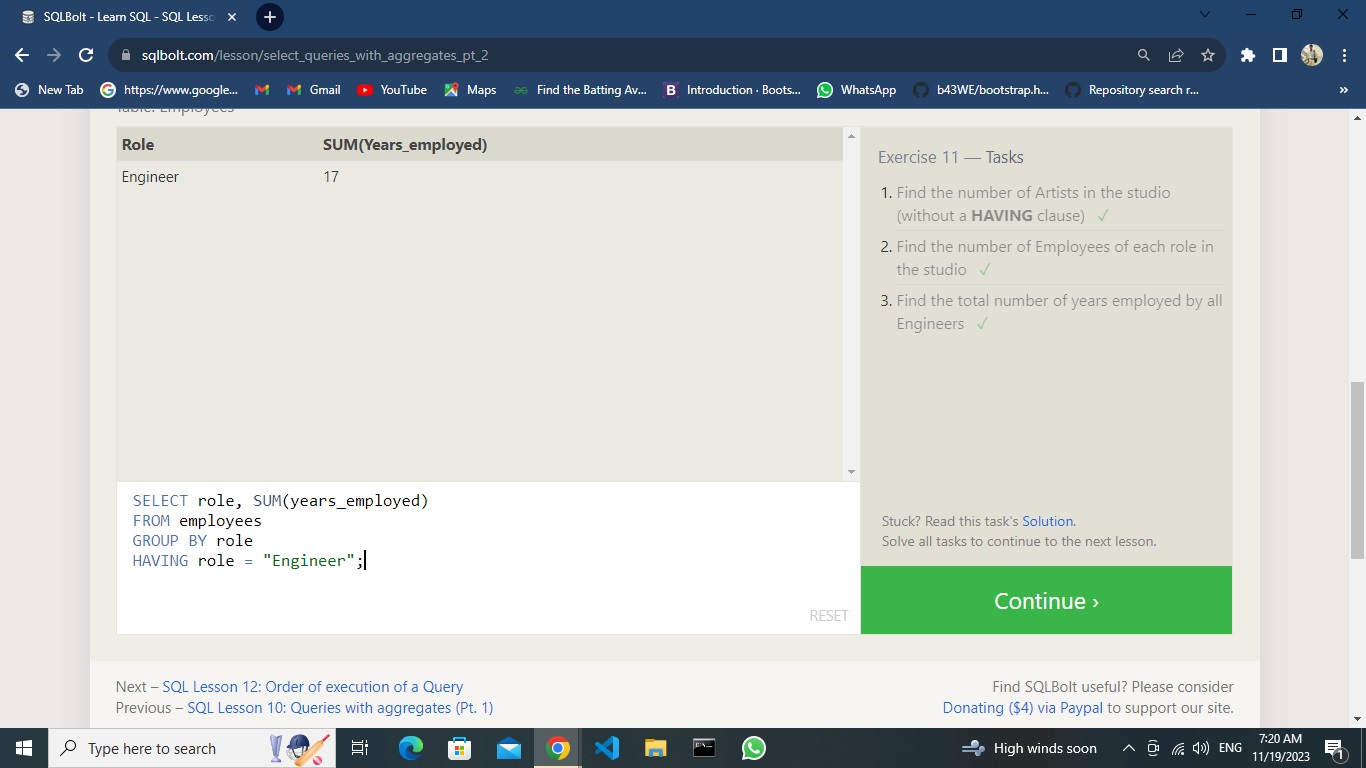 SQLBolt - Learn SQL - SQL Less
sqlbolt.com/lesson/select_queries_with_aggregates_pt_2
New Tab
https://www.google...
Gmail
YouTube
Maps
Find the Batting Av...
Introduction · Boots...
WhatsApp
b43WE/bootstrap.h...
Repository search r...
»
Table: Employees
Role SUM(Years_employed)
Engineer 17
Exercise 11 — Tasks
1. Find the number of Artists in the studio
(without a HAVING clause) ✓
2. Find the number of Employees of each role in
the studio ✓
3. Find the total number of years employed by all
Engineers ✓
SELECT role, SUM(years_employed)
FROM employees
GROUP BY role
HAVING role = "Engineer";
RESET
Stuck? Read this task's Solution.
Solve all tasks to continue to the next lesson.
Continue ›
Next – SQL Lesson 12: Order of execution of a Query
Previous – SQL Lesson 10: Queries with aggregates (Pt. 1)
Find SQLBolt useful? Please consider
Donating ($4) via Paypal to support our site.
Type here to search
High winds soon
ENG
7:20 AM
11/19/2023
1